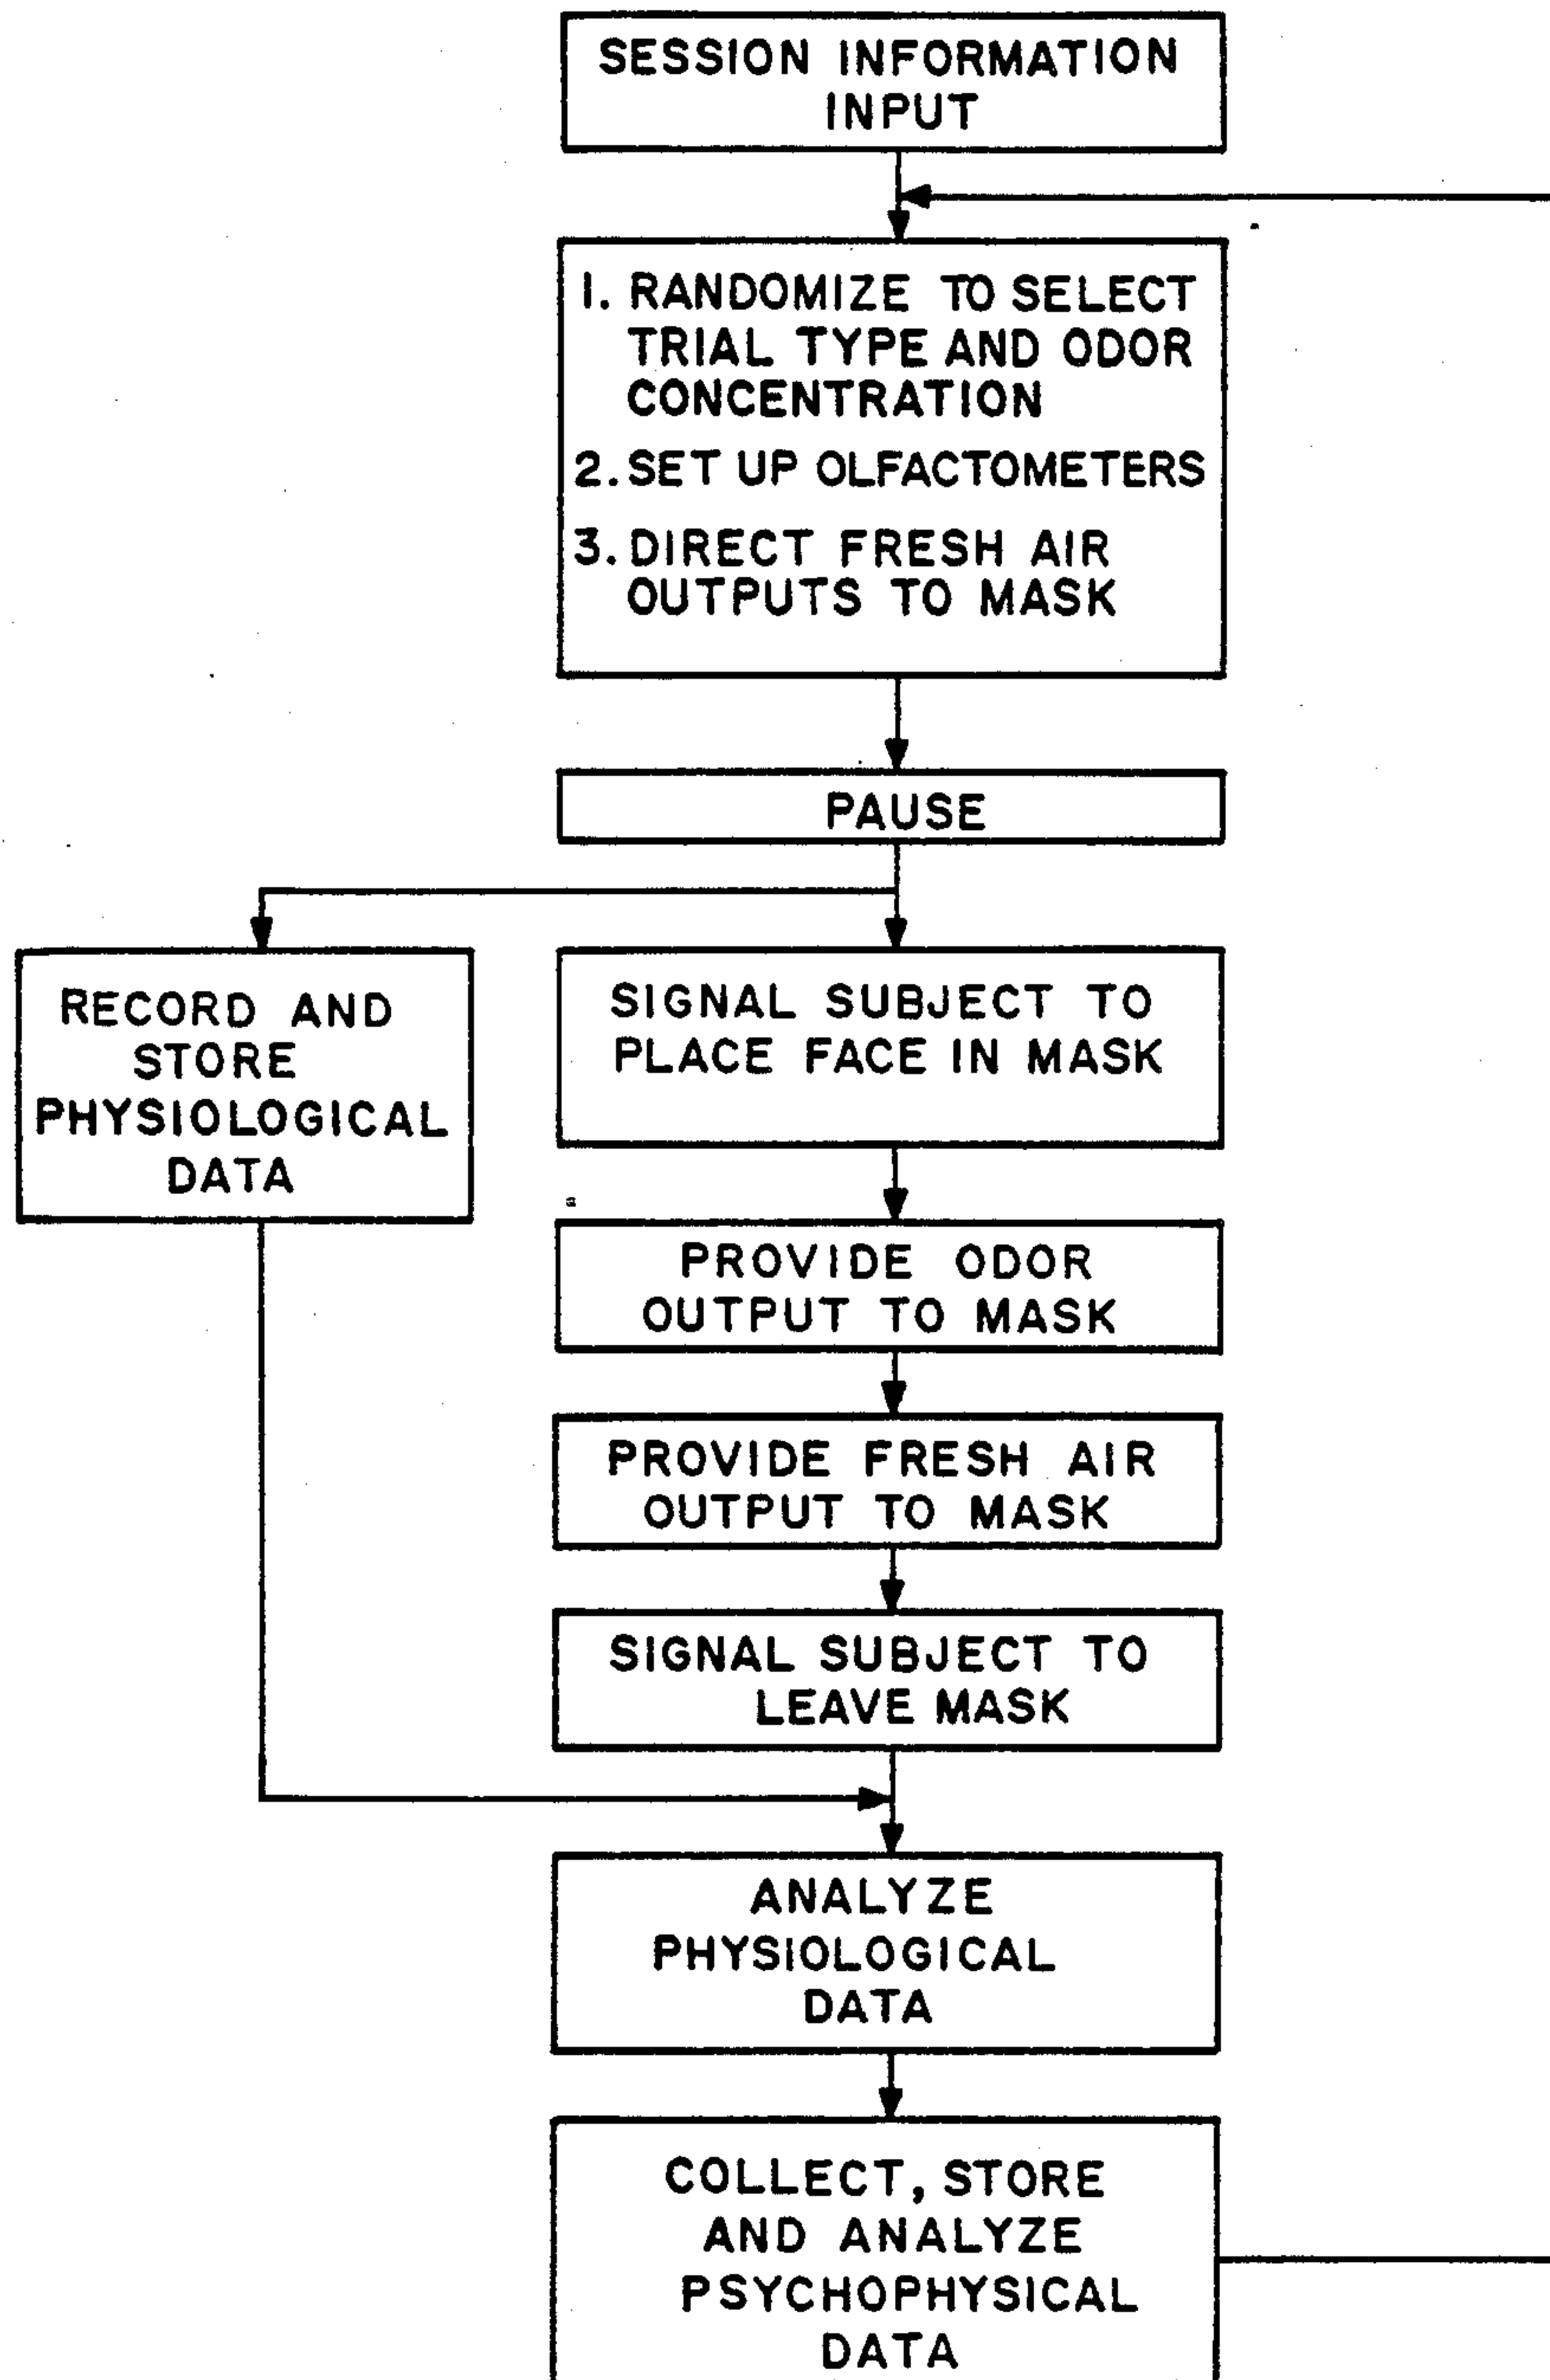 SESSION INFORMATION
INPUT
1. RANDOMIZE TO SELECT
TRIAL TYPE AND ODOR
CONCENTRATION
2. SET UP OLFACTOMETERS
3. DIRECT FRESH AIR
OUTPUTS TO MASK
PAUSE
RECORD AND
STORE
PHYSIOLOGICAL
DATA
SIGNAL SUBJECT TO
PLACE FACE IN MASK
PROVIDE ODOR
OUTPUT TO MASK
PROVIDE FRESH AIR
OUTPUT TO MASK
SIGNAL SUBJECT TO
LEAVE MASK
ANALYZE
PHYSIOLOGICAL
DATA
COLLECT, STORE
AND ANALYZE
PSYCHOPHYSICAL
DATA